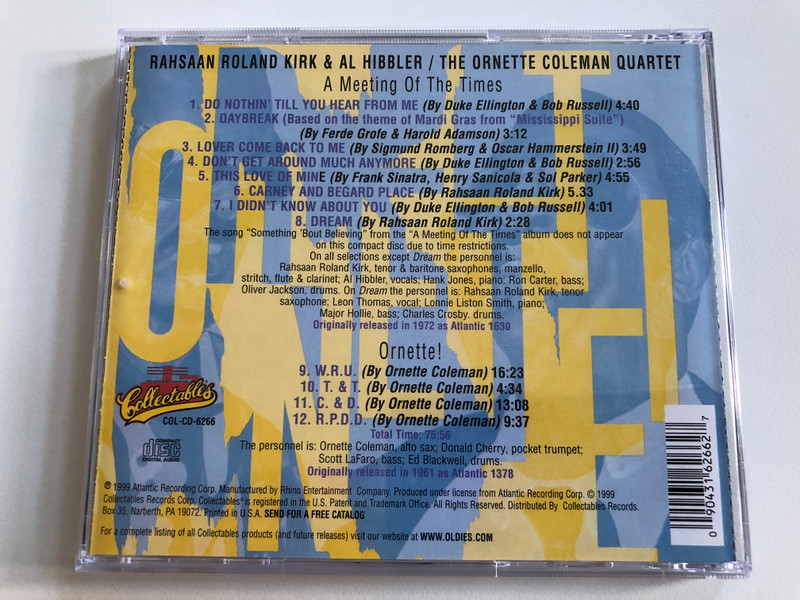 RAHSAAN ROLAND KIRK & AL HIBBLER / THE ORNETTE COLEMAN QUARTET
A Meeting Of The Times
1. DO NOTHIN' TILL YOU HEAR FROM ME (By Duke Ellington & Bob Russell) 4:40
2. DAYBREAK (Based on the theme of Mardi Gras from "Mississippi Suite")
(By Ferde Grofe & Harold Adamson) 3:12
3. LOVER COME BACK TO ME (By Sigmund Romberg & Oscar Hammerstein II) 3:49
4. DON'T GET AROUND MUCH ANYMORE (By Duke Ellington & Bob Russell) 2:56
5. THIS LOVE OF MINE (By Frank Sinatra, Henry Sanicola & Sol Parker) 4:55
6. CARNEY AND BEGARD PLACE (By Rahsaan Roland Kirk) 5.33
7. I DIDN'T KNOW ABOUT YOU (By Duke Ellington & Bob Russell) 4:01
8. DREAM (By Rahsaan Roland Kirk) 2:28
The song "Something 'Bout Believing" from the "A Meeting Of The Times" album does not appear
on this compact disc due to time restrictions.
On all selections except Dream the personnel is:
Rahsaan Roland Kirk, tenor & baritone saxophones, manzello,
stritch, flute & clarinet; Al Hibbler, vocals; Hank Jones, piano: Ron Carter, bass;
Oliver Jackson, drums. On Dream the personnel is: Rahsaan Roland Kirk, tenor
saxophone; Leon Thomas, vocal; Lonnie Liston Smith, piano;
Major Hollie, bass; Charles Crosby. drums.
Originally released in 1972 as Atlantic 1630
Ornette!
9. W.R.U. (By Ornette Coleman) 16:23
10. T. & T. (By Ornette Coleman) 4:34
11. C. & D. (By Ornette Coleman) 13:08
12. R.P.D.D. (By Ornette Coleman) 9:37
Total Time: 75:56
The personnel is: Ornette Coleman, alto sax; Donald Cherry, pocket trumpet;
Scott LaFaro, bass; Ed Blackwell, drums.
Originally released in 1961 as Atlantic 1378
Collectables
COL-CD-6266
COMPACT
disc
DIGITAL AUDIO
0 90431 62662 7
℗ 1999 Atlantic Recording Corp. Manufactured by Rhino Entertainment Company. Produced under license from Atlantic Recording Corp. © 1999
Collectables Records Corp. Collectables® is registered in the U.S. Patent and Trademark Office. All Rights Reserved. Distributed By Collectables Records.
Box 35, Narberth, PA 19072. Printed in U.S.A. SEND FOR A FREE CATALOG
For a complete listing of all Collectables products (and future releases) visit our website at WWW.OLDIES.COM